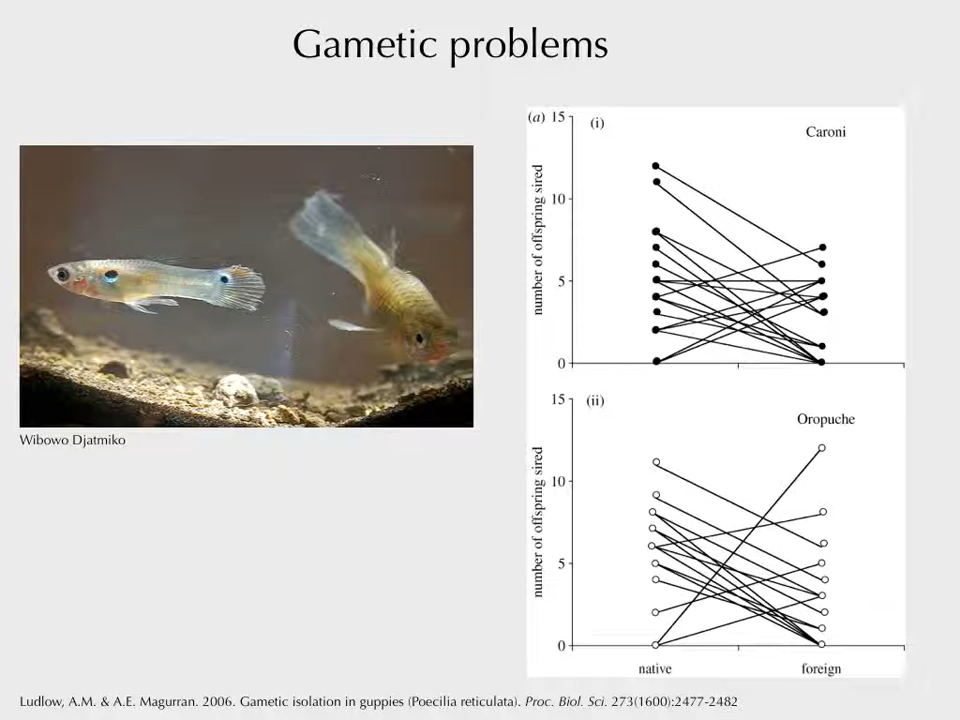 Gametic problems
Wibowo Djatmiko
(a) 15
(i)
Caroni
10
5
0
number of offspring sired
15
(ii)
Oropuche
10
5
0
number of offspring sired
native
foreign
Ludlow, A.M. & A.E. Magurran. 2006. Gametic isolation in guppies (Poecilia reticulata). Proc. Biol. Sci. 273(1600):2477-2482